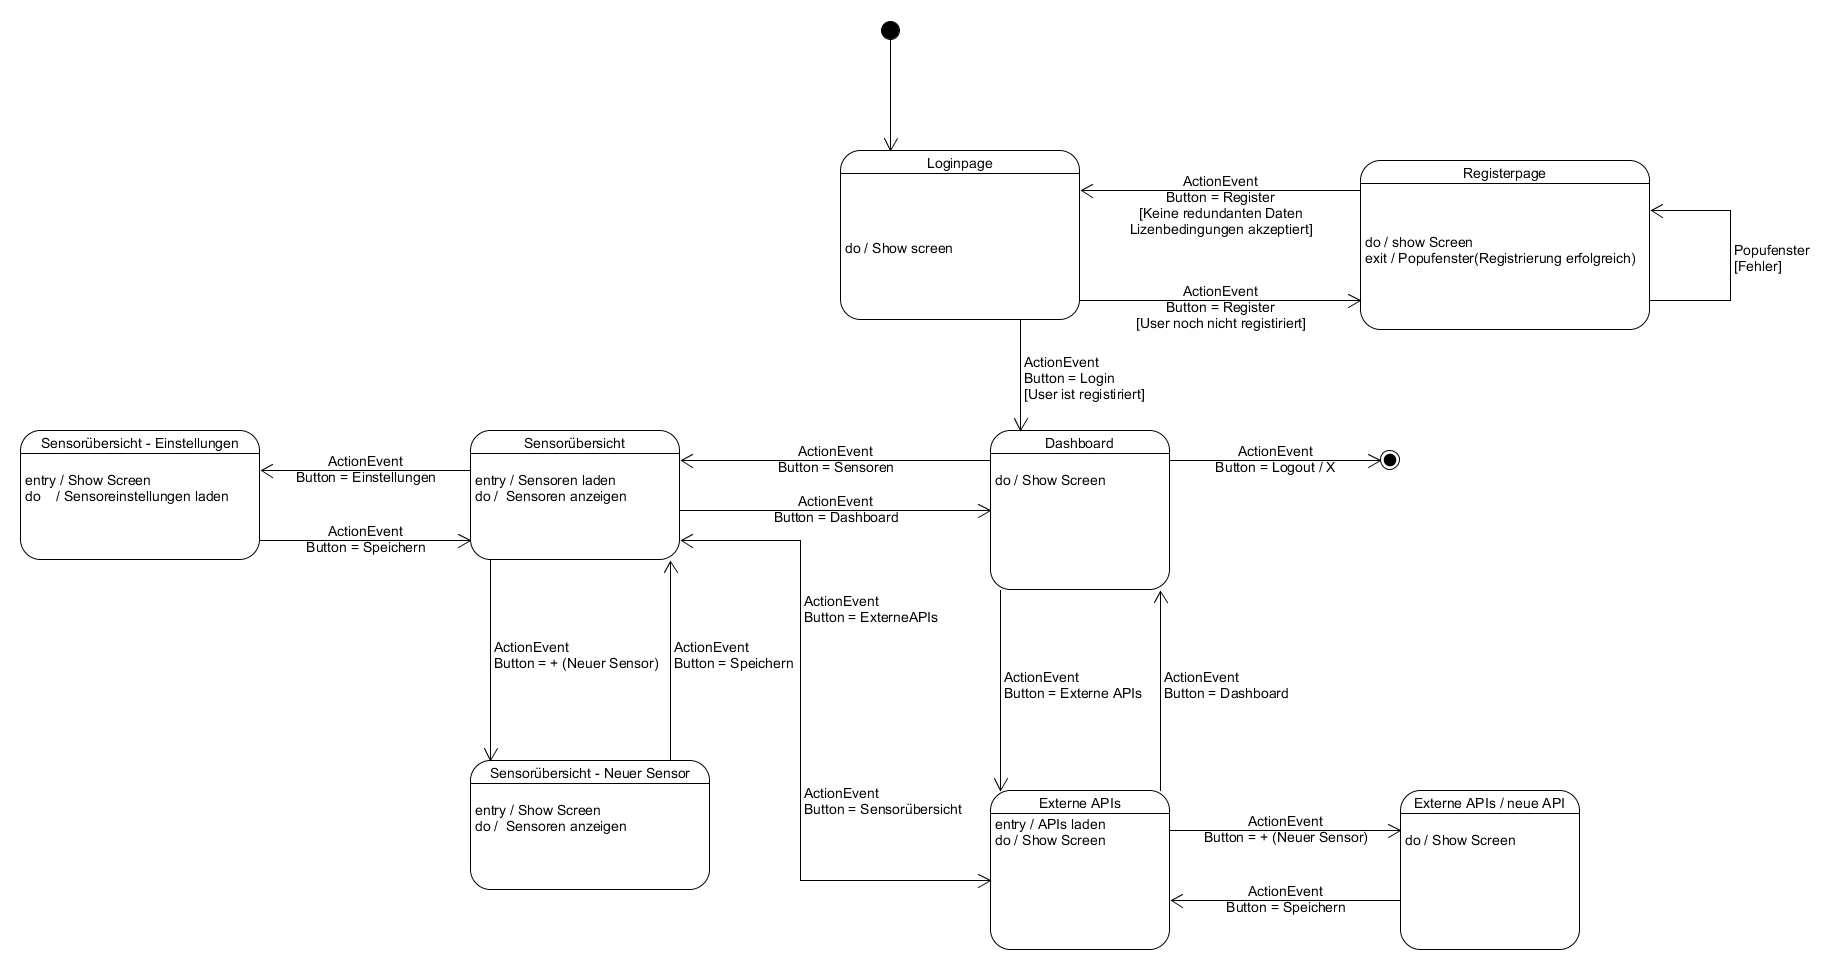 Loginpage
do / Show screen
ActionEvent
Button = Register
[Keine redundanten Daten
Lizenbedingungen akzeptiert]
Registerpage
do / show Screen
exit / Popufenster(Registrierung erfolgreich)
Popufenster
[Fehler]
ActionEvent
Button = Register
[User noch nicht registiriert]
ActionEvent
Button = Login
[User ist registiriert]
Sensorübersicht - Einstellungen
entry / Show Screen
do    / Sensoreinstellungen laden
ActionEvent
Button = Einstellungen
ActionEvent
Button = Speichern
Sensorübersicht
entry / Sensoren laden
do /  Sensoren anzeigen
ActionEvent
Button = Sensoren
ActionEvent
Button = Dashboard
Dashboard
do / Show Screen
ActionEvent
Button = Logout / X
ActionEvent
Button = ExterneAPIs
ActionEvent
Button = + (Neuer Sensor)
ActionEvent
Button = Speichern
ActionEvent
Button = Externe APIs
ActionEvent
Button = Dashboard
Sensorübersicht - Neuer Sensor
entry / Show Screen
do /  Sensoren anzeigen
ActionEvent
Button = Sensorübersicht
Externe APIs
entry / APIs laden
do / Show Screen
ActionEvent
Button = + (Neuer Sensor)
ActionEvent
Button = Speichern
Externe APIs / neue API
do / Show Screen